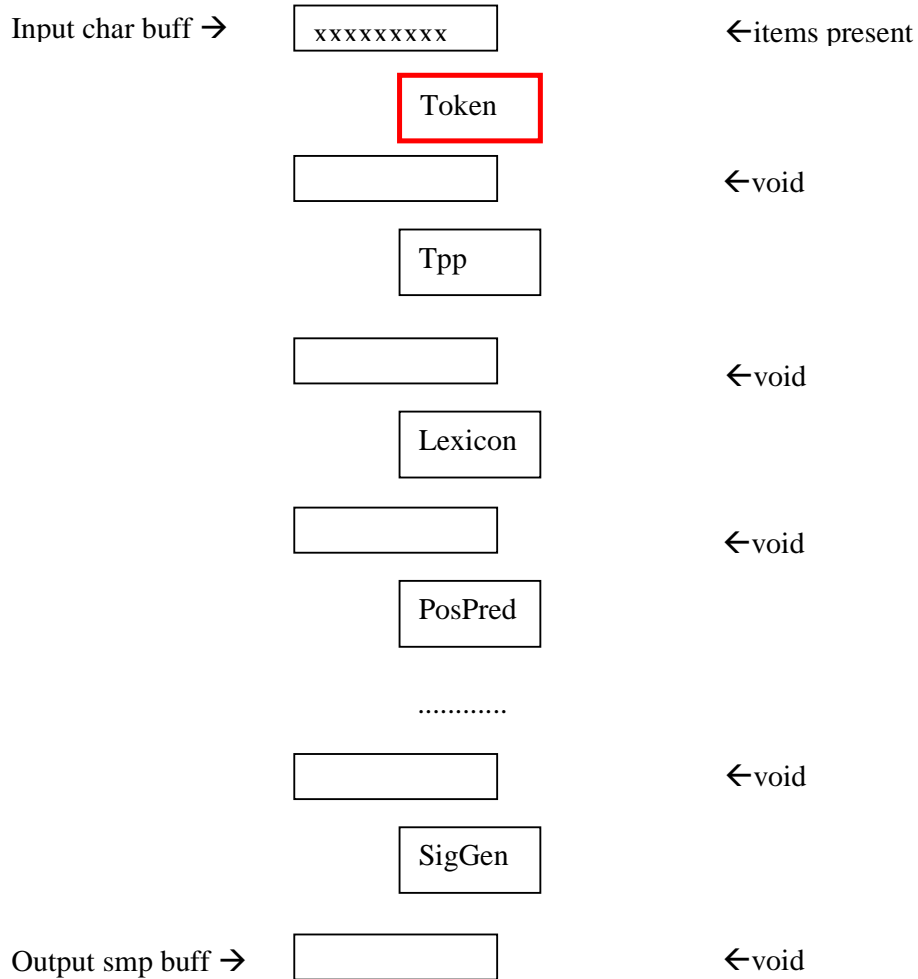 Input char buff → xxxxxxxxx ←items present
Token
←void
Tpp
←void
Lexicon
←void
PosPred
............
←void
SigGen
Output smp buff → ←void